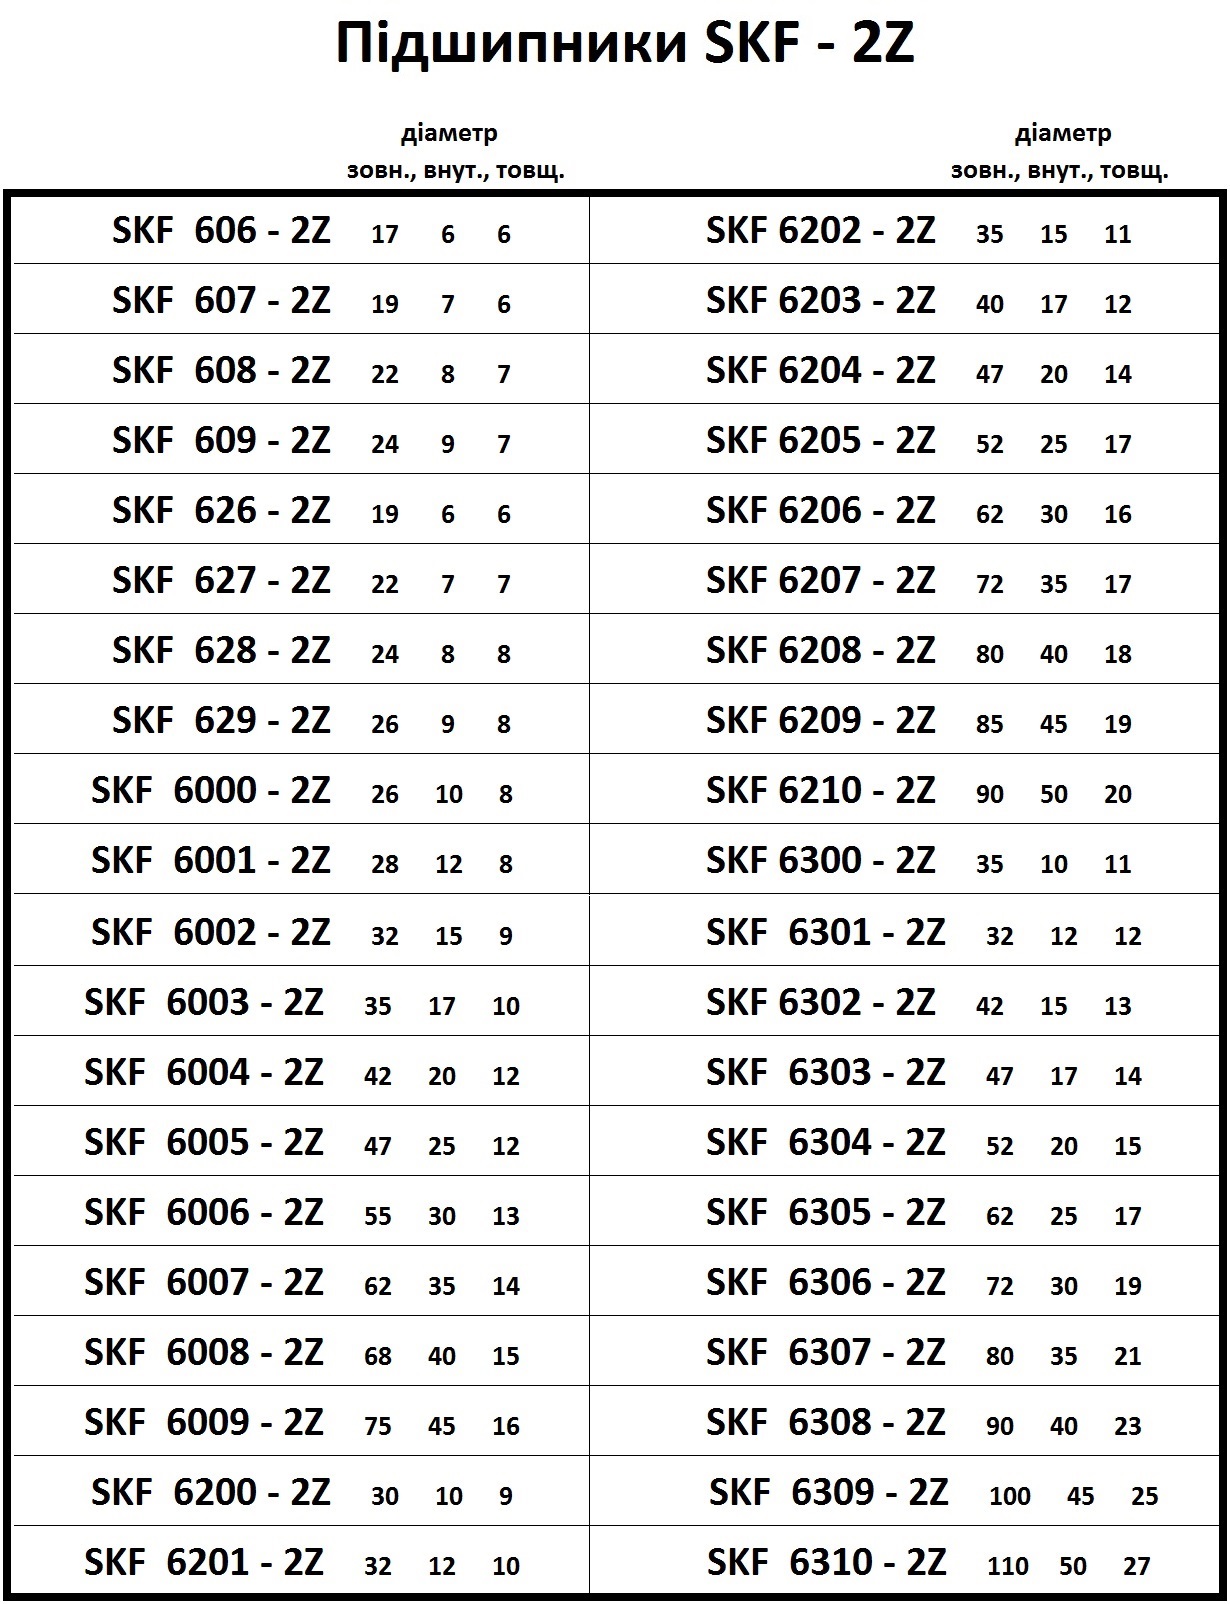 Підшипники SKF - 2Z
діаметр діаметр
зовн., внут., товщ. зовн., внут., товщ.
SKF 606 - 2Z 17 6 6 SKF 6202 - 2Z 35 15 11
SKF 607 - 2Z 19 7 6 SKF 6203 - 2Z 40 17 12
SKF 608 - 2Z 22 8 7 SKF 6204 - 2Z 47 20 14
SKF 609 - 2Z 24 9 7 SKF 6205 - 2Z 52 25 17
SKF 626 - 2Z 19 6 6 SKF 6206 - 2Z 62 30 16
SKF 627 - 2Z 22 7 7 SKF 6207 - 2Z 72 35 17
SKF 628 - 2Z 24 8 8 SKF 6208 - 2Z 80 40 18
SKF 629 - 2Z 26 9 8 SKF 6209 - 2Z 85 45 19
SKF 6000 - 2Z 26 10 8 SKF 6210 - 2Z 90 50 20
SKF 6001 - 2Z 28 12 8 SKF 6300 - 2Z 35 10 11
SKF 6002 - 2Z 32 15 9 SKF 6301 - 2Z 32 12 12
SKF 6003 - 2Z 35 17 10 SKF 6302 - 2Z 42 15 13
SKF 6004 - 2Z 42 20 12 SKF 6303 - 2Z 47 17 14
SKF 6005 - 2Z 47 25 12 SKF 6304 - 2Z 52 20 15
SKF 6006 - 2Z 55 30 13 SKF 6305 - 2Z 62 25 17
SKF 6007 - 2Z 62 35 14 SKF 6306 - 2Z 72 30 19
SKF 6008 - 2Z 68 40 15 SKF 6307 - 2Z 80 35 21
SKF 6009 - 2Z 75 45 16 SKF 6308 - 2Z 90 40 23
SKF 6200 - 2Z 30 10 9 SKF 6309 - 2Z 100 45 25
SKF 6201 - 2Z 32 12 10 SKF 6310 - 2Z 110 50 27